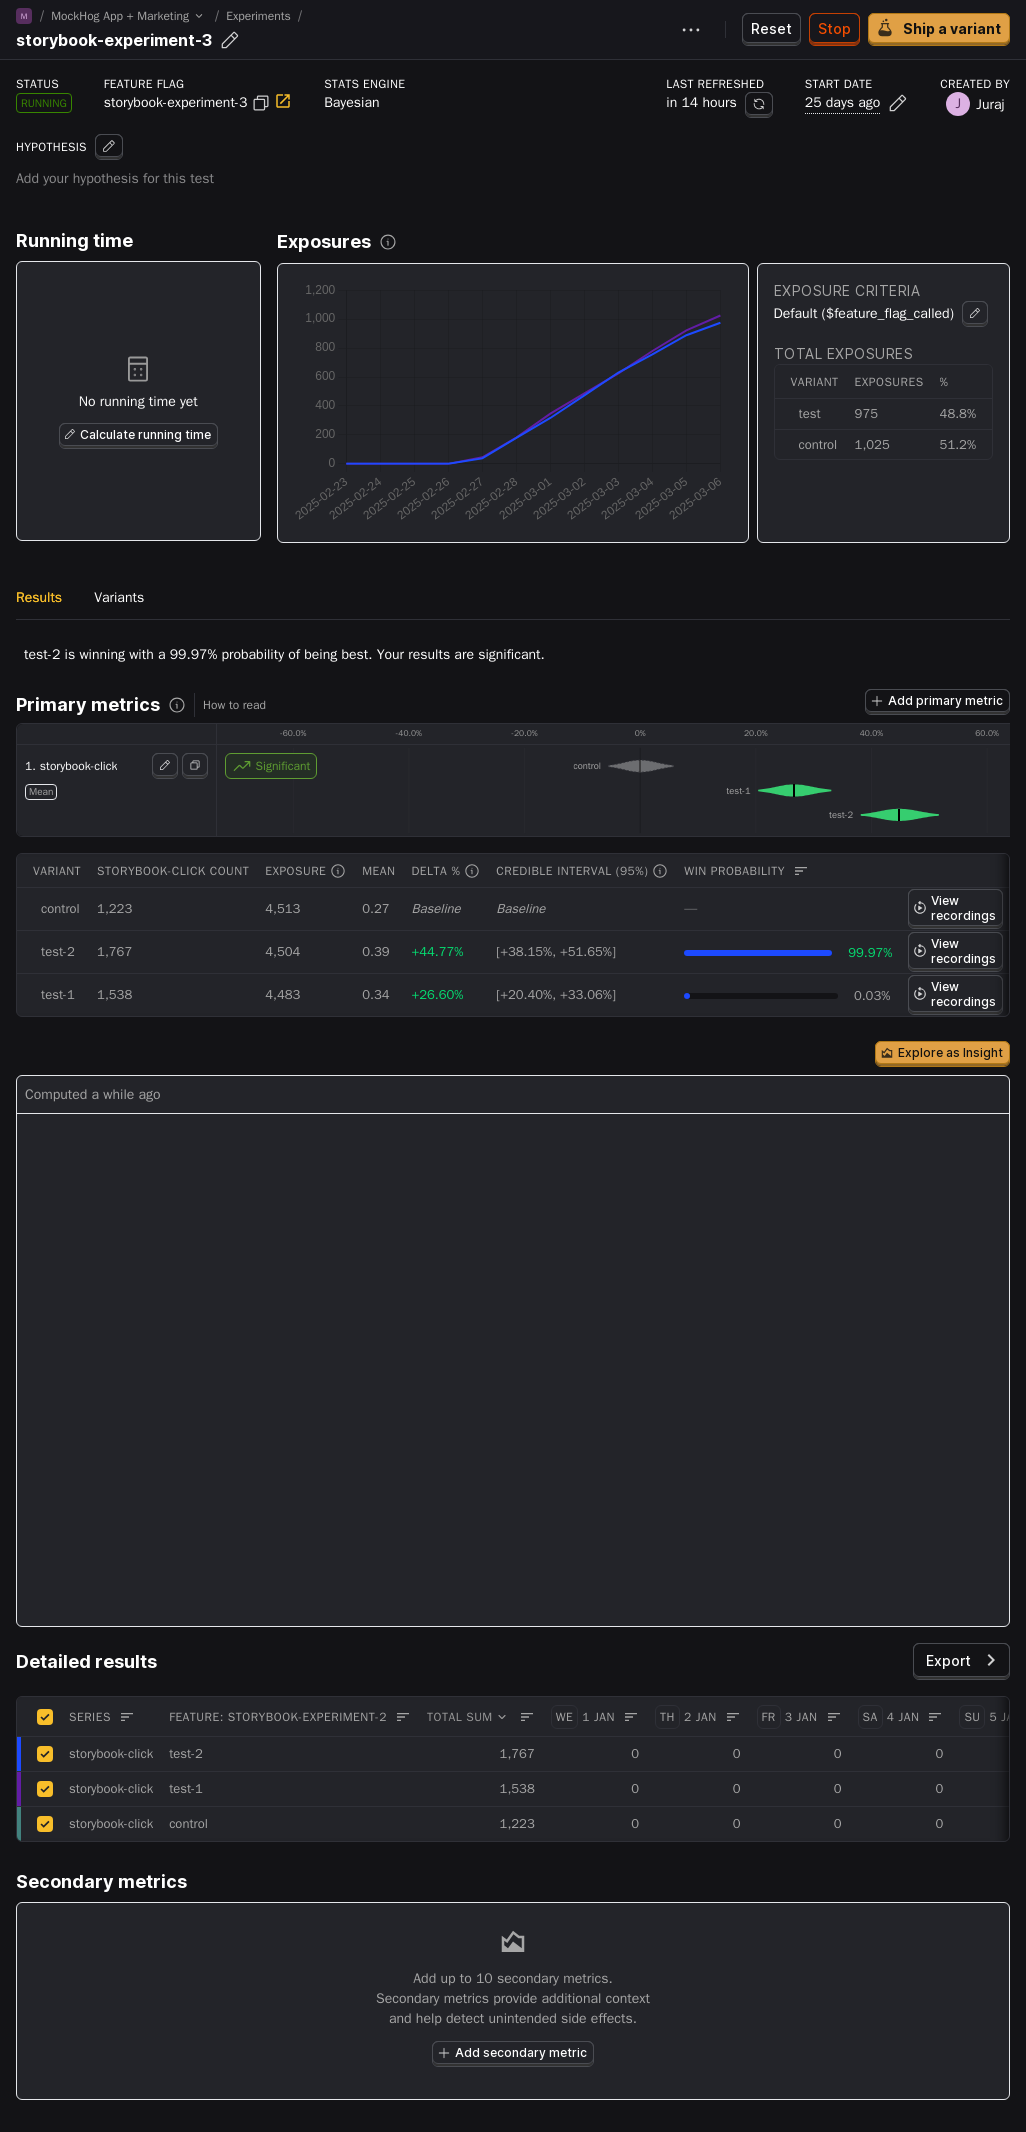 M / MockHog App + Marketing / Experiments /
storybook-experiment-3
Reset
Stop
Ship a variant
STATUS
RUNNING
FEATURE FLAG
storybook-experiment-3
STATS ENGINE
Bayesian
LAST REFRESHED
in 14 hours
START DATE
25 days ago
CREATED BY
J Juraj
HYPOTHESIS
Add your hypothesis for this test
Running time
No running time yet
Calculate running time
Exposures
1,200
1,000
800
600
400
200
0
2025-02-23
2025-02-24
2025-02-25
2025-02-26
2025-02-27
2025-02-28
2025-03-01
2025-03-02
2025-03-03
2025-03-04
2025-03-05
2025-03-06
EXPOSURE CRITERIA
Default ($feature_flag_called)
TOTAL EXPOSURES
VARIANT EXPOSURES %
test 975 48.8%
control 1,025 51.2%
Results
Variants
test-2 is winning with a 99.97% probability of being best. Your results are significant.
Primary metrics
How to read
Add primary metric
-60.0% -40.0% -20.0% 0% 20.0% 40.0% 60.0%
1. storybook-click
Mean
Significant
control
test-1
test-2
VARIANT STORYBOOK-CLICK COUNT EXPOSURE MEAN DELTA % CREDIBLE INTERVAL (95%) WIN PROBABILITY
control 1,223 4,513 0.27 Baseline Baseline — View recordings
test-2 1,767 4,504 0.39 +44.77% [+38.15%, +51.65%] 99.97% View recordings
test-1 1,538 4,483 0.34 +26.60% [+20.40%, +33.06%] 0.03% View recordings
Explore as Insight
Computed a while ago
Detailed results
Export
SERIES FEATURE: STORYBOOK-EXPERIMENT-2 TOTAL SUM WE 1 JAN TH 2 JAN FR 3 JAN SA 4 JAN SU 5
storybook-click test-2 1,767 0 0 0 0
storybook-click test-1 1,538 0 0 0 0
storybook-click control 1,223 0 0 0 0
Secondary metrics
Add up to 10 secondary metrics.
Secondary metrics provide additional context
and help detect unintended side effects.
Add secondary metric